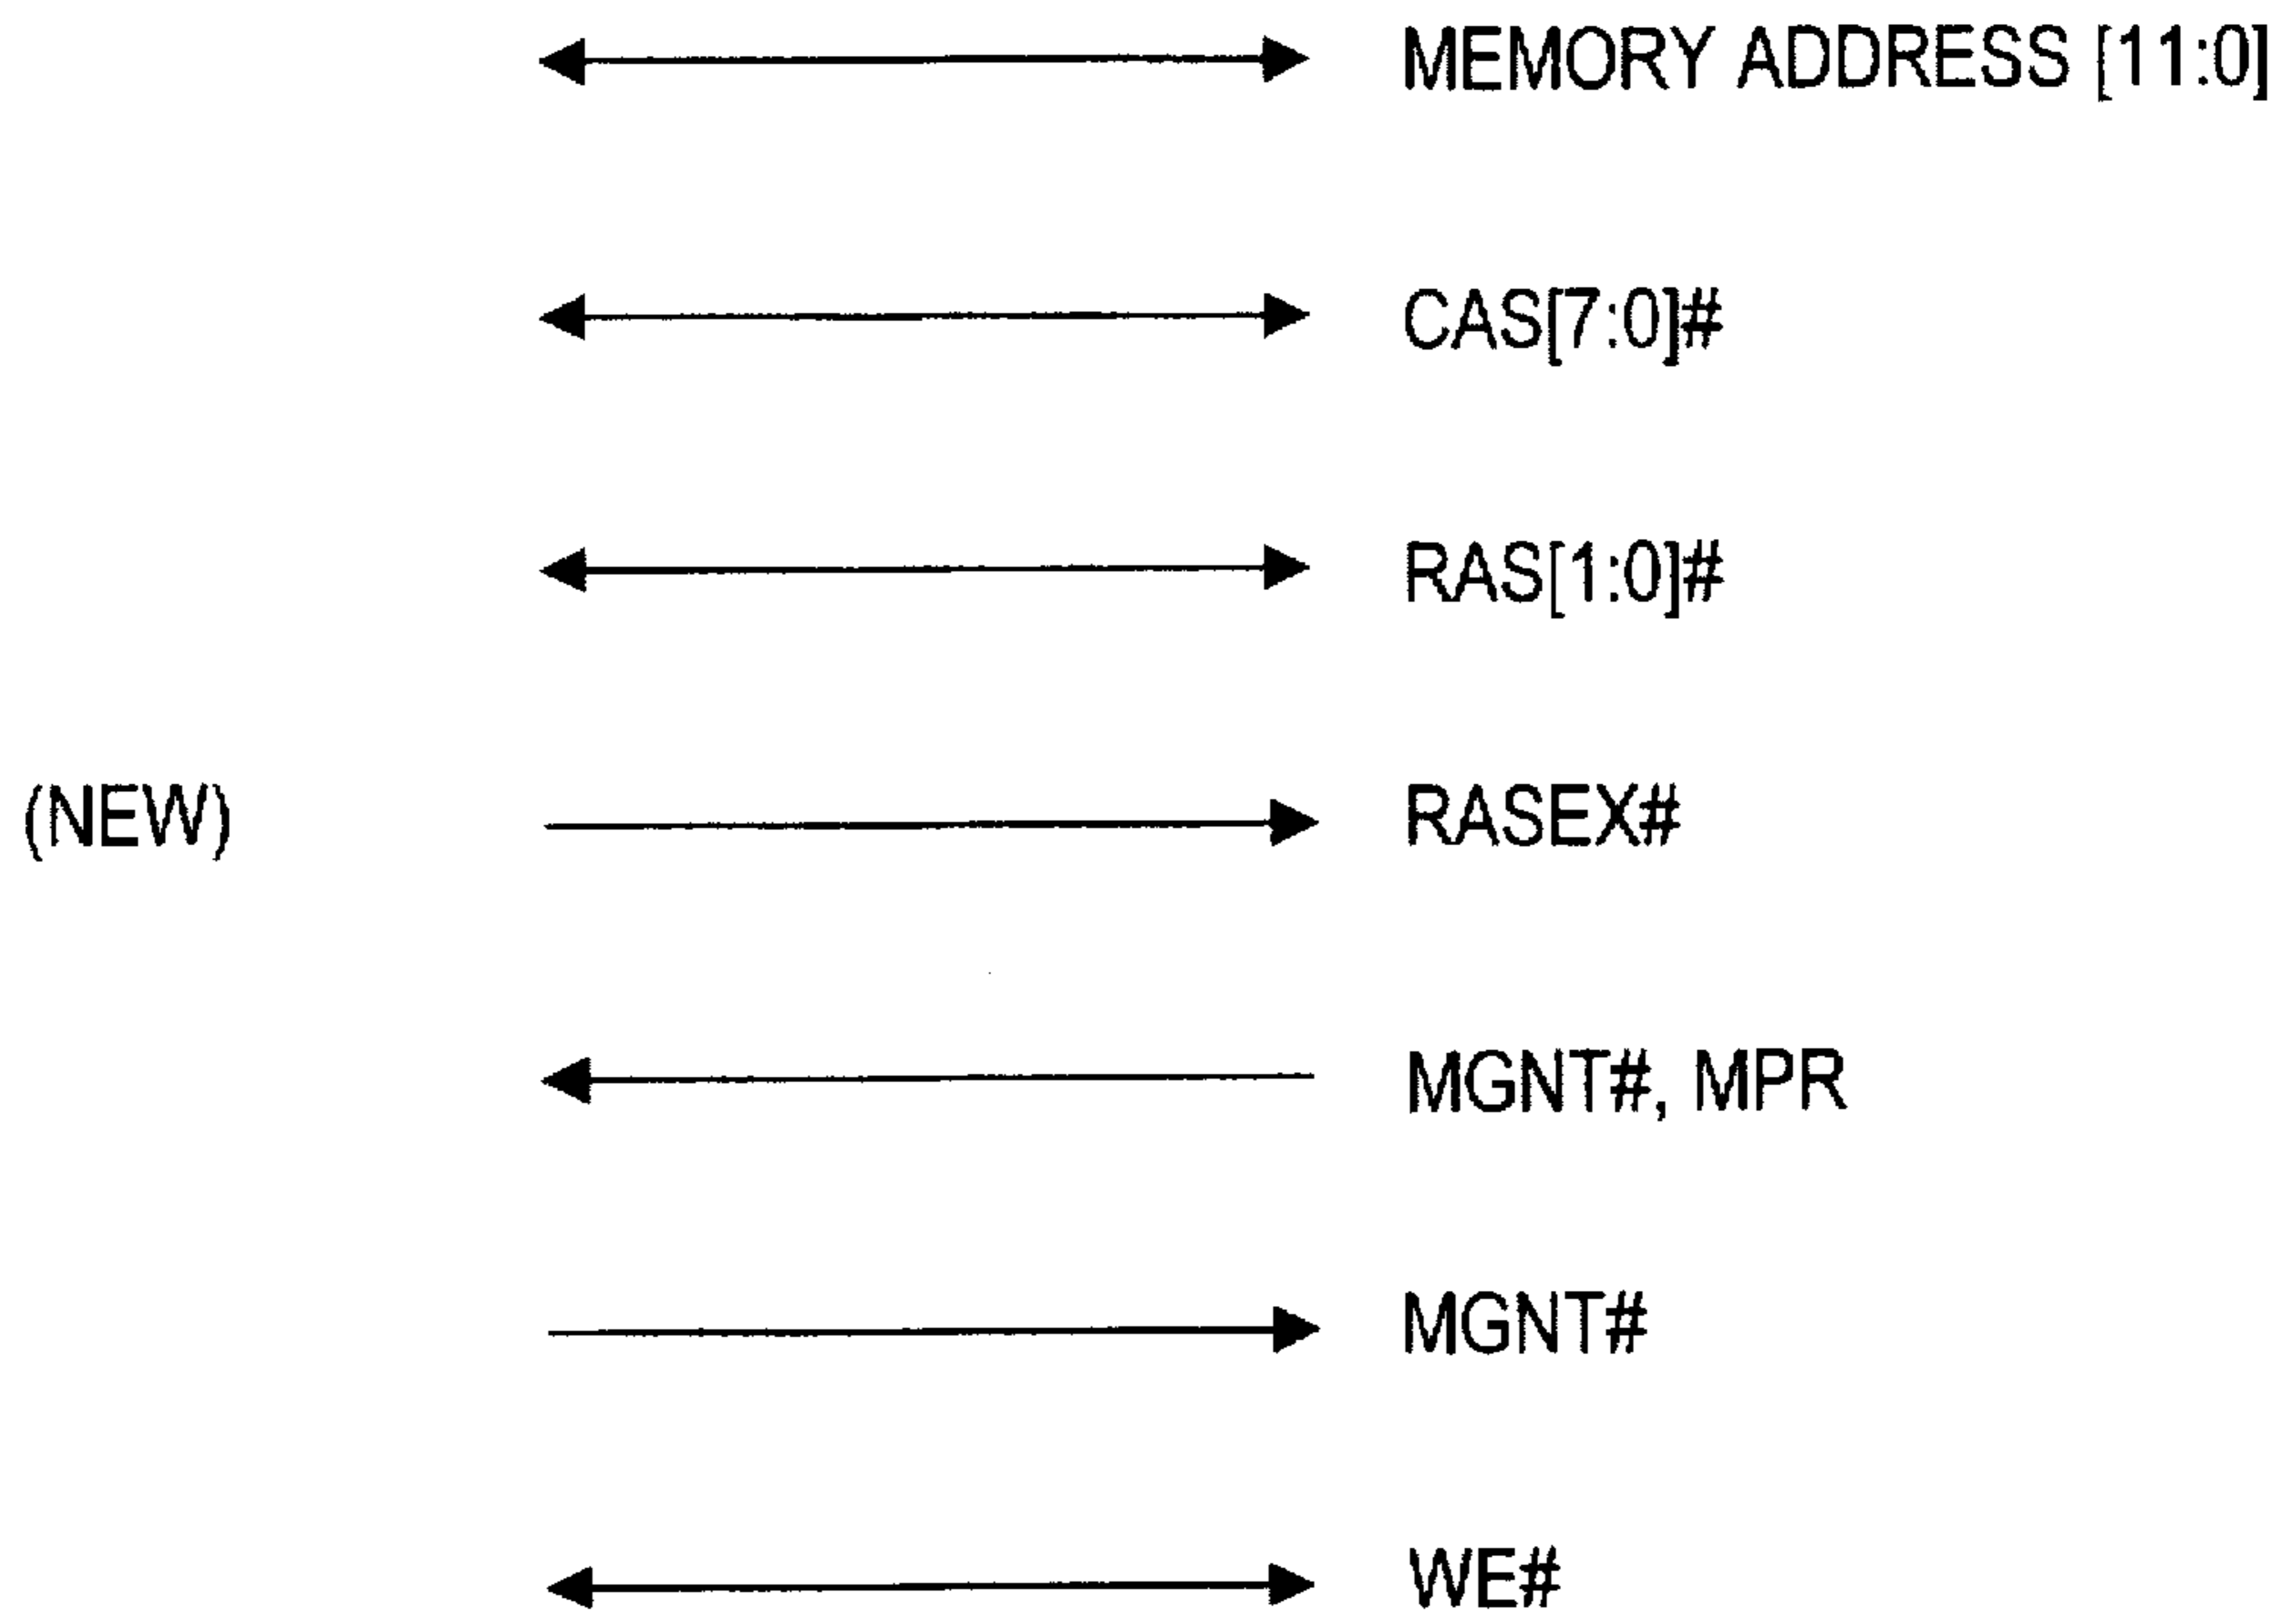 MEMORY ADDRESS [11:0]
CAS[7:0]#
RAS[1:0]#
(NEW) RASEX#
MGNT#, MPR
MGNT#
WE#